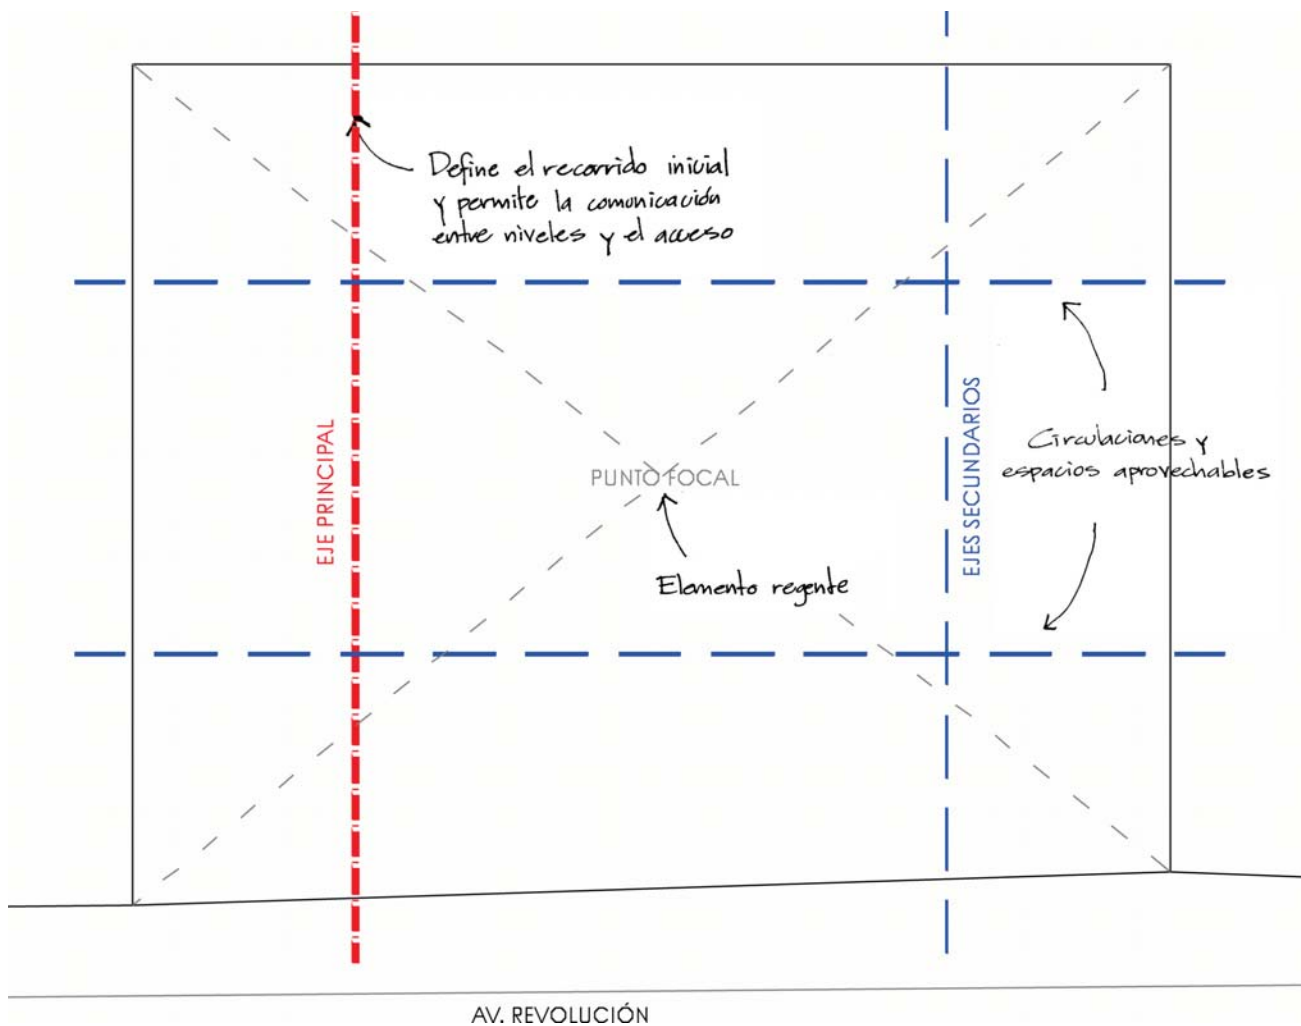 Define el recorrido inicial
y permite la comunicación
entre niveles y el acceso
EJE PRINCIPAL
EJES SECUNDARIOS
Circulaciones y
espacios aprovechables
PUNTO FOCAL
Elemento regente
AV. REVOLUCIÓN